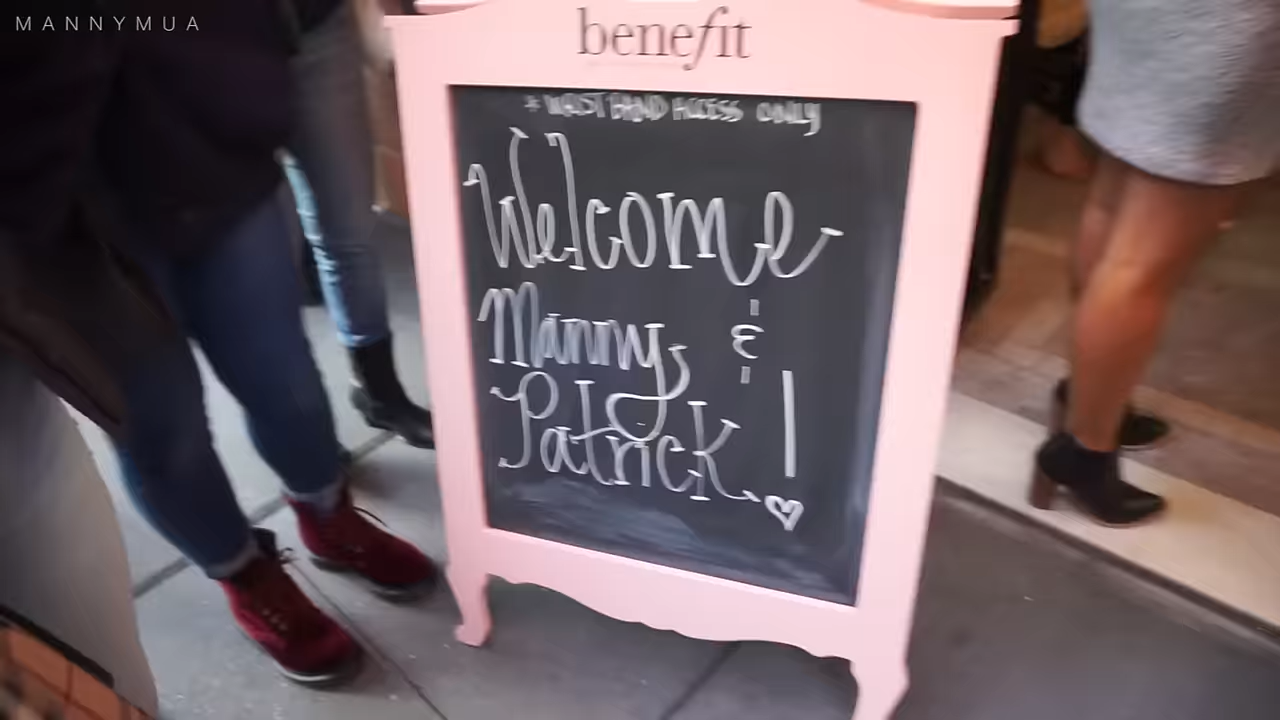 MANNYMUA
benefit
* WRIST BAND ACCESS ONLY
Welcome
Manny &
Patrick!